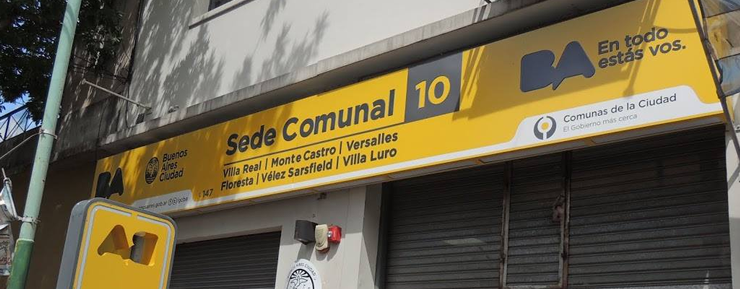 Sede Comunal 10
Villa Real | Monte Castro | Versalles
Floresta | Vélez Sarsfield | Villa Luro
BA
Buenos
Aires
Ciudad
147
BA
En todo
estás vos.
Comunas de la Ciudad
El Gobierno más cerca